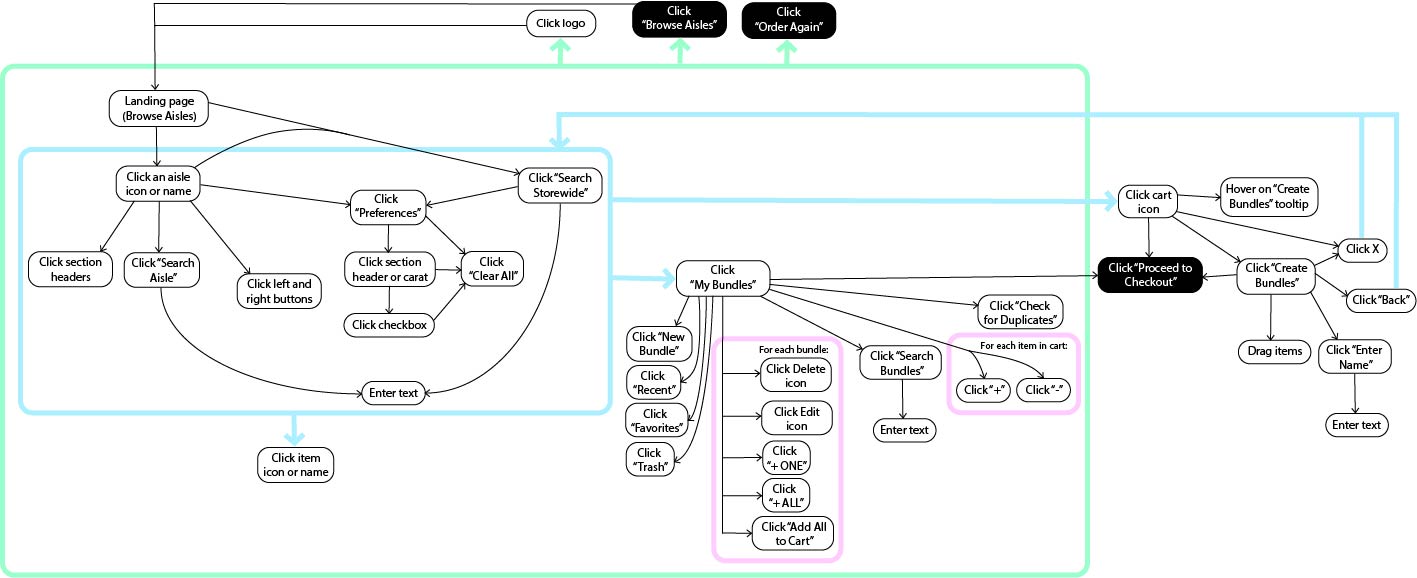 Click logo
Click
“Browse Aisles”
Click
“Order Again”
Landing page
(Browse Aisles)
Click an aisle
icon or name
Click
“Preferences”
Click “Search
Storewide”
Click section
headers
Click “Search
Aisle”
Click left and
right buttons
Click section
header or carat
Click
“Clear All”
Click checkbox
Enter text
Click item
icon or name
Click
“My Bundles”
Click “New
Bundle”
Click
“Recent”
Click
“Favorites”
Click
“Trash”
For each bundle:
Click Delete
icon
Click Edit
icon
Click
“+ ONE”
Click
“+ ALL”
Click “Add All
to Cart”
Click “Search
Bundles”
Enter text
Click “Check
for Duplicates”
For each item in cart:
Click “+”
Click “-”
Click cart
icon
Hover on “Create
Bundles” tooltip
Click X
Click “Proceed to
Checkout”
Click “Create
Bundles”
Click “Back”
Drag items
Click “Enter
Name”
Enter text